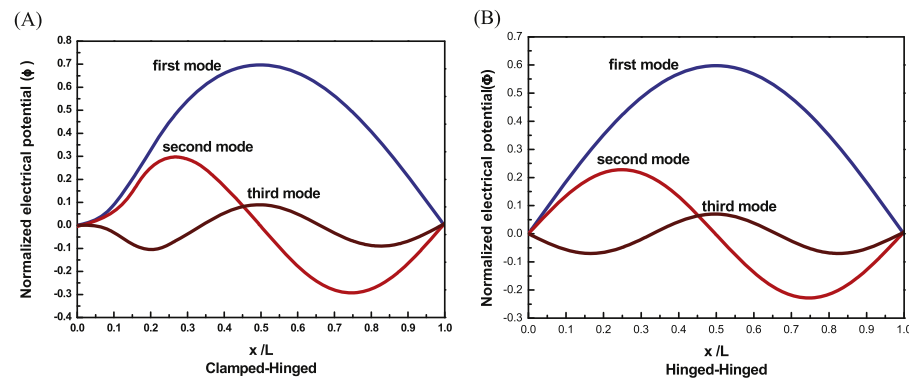 (A)
Normalized electrical potential (ϕ)
0.8
0.7
0.6
0.5
0.4
0.3
0.2
0.1
0.0
-0.1
-0.2
-0.3
-0.4
first mode
second mode
third mode
0.0 0.1 0.2 0.3 0.4 0.5 0.6 0.7 0.8 0.9 1.0
x /L
Clamped-Hinged
(B)
Normalized electrical potential(Φ)
0.7
0.6
0.5
0.4
0.3
0.2
0.1
0.0
-0.1
-0.2
-0.3
first mode
second mode
third mode
0.0 0.1 0.2 0.3 0.4 0.5 0.6 0.7 0.8 0.9 1.0
x /L
Hinged-Hinged